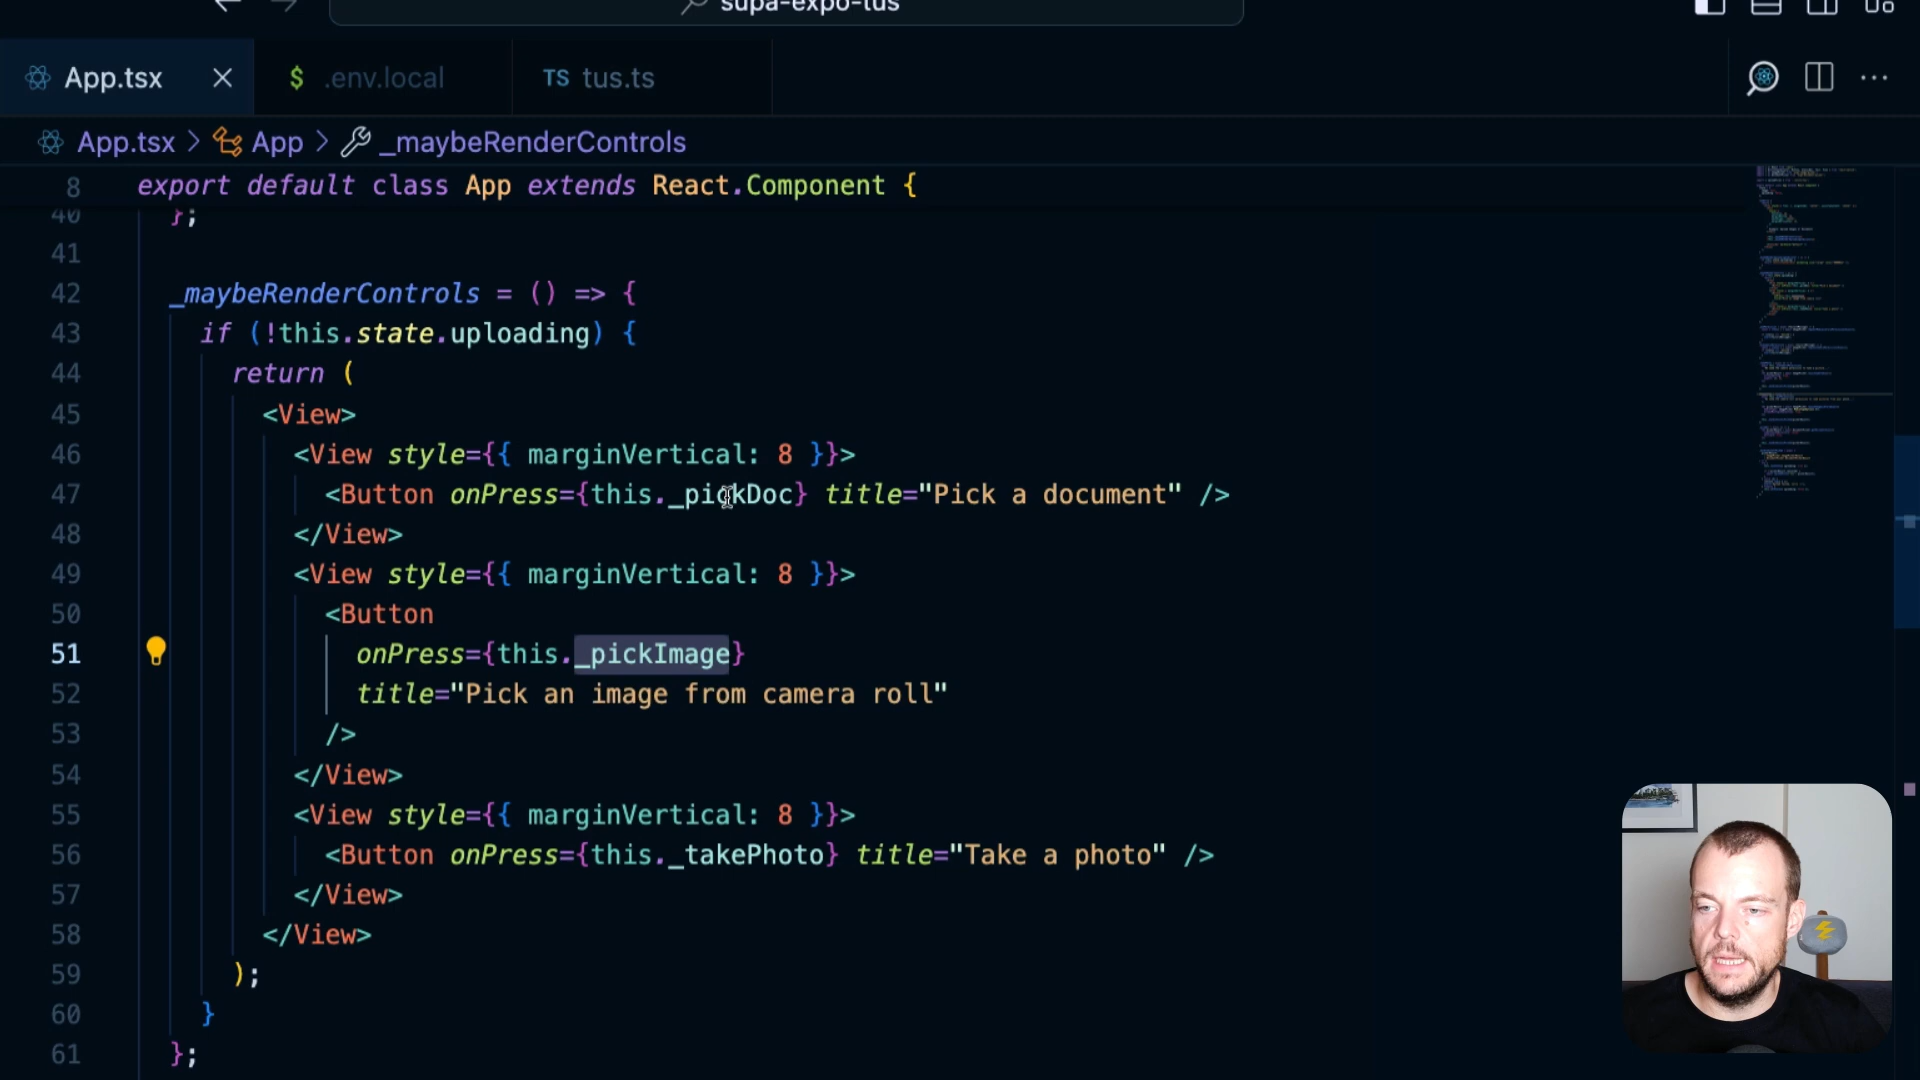 supa-expo-tus
App.tsx
$ .env.local
TS tus.ts
App.tsx > App > _maybeRenderControls
8 export default class App extends React.Component {
40 };
41
42 _maybeRenderControls = () => {
43 if (!this.state.uploading) {
44 return (
45 <View>
46 <View style={{ marginVertical: 8 }}>
47 <Button onPress={this._pickDoc} title="Pick a document" />
48 </View>
49 <View style={{ marginVertical: 8 }}>
50 <Button
51 onPress={this._pickImage}
52 title="Pick an image from camera roll"
53 />
54 </View>
55 <View style={{ marginVertical: 8 }}>
56 <Button onPress={this._takePhoto} title="Take a photo" />
57 </View>
58 </View>
59 );
60 }
61 };